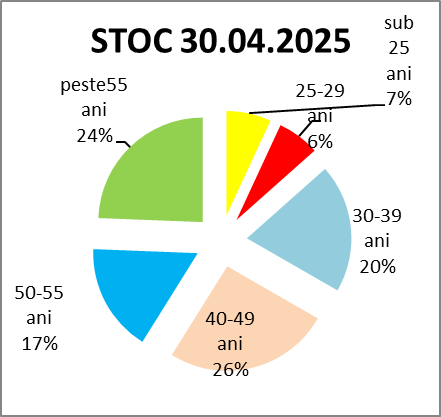 STOC 30.04.2025
sub
25
ani
7%
25-29
ani
6%
30-39
ani
20%
40-49
ani
26%
50-55
ani
17%
peste55
ani
24%